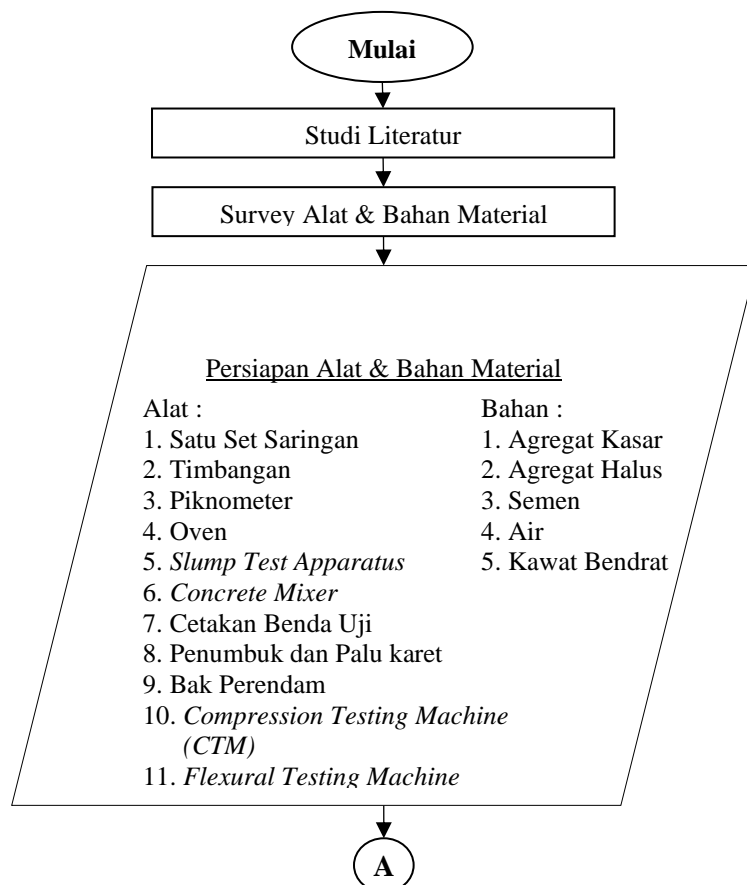 Mulai
Studi Literatur
Survey Alat & Bahan Material
Persiapan Alat & Bahan Material
Alat :
1. Satu Set Saringan
2. Timbangan
3. Piknometer
4. Oven
5. Slump Test Apparatus
6. Concrete Mixer
7. Cetakan Benda Uji
8. Penumbuk dan Palu karet
9. Bak Perendam
10. Compression Testing Machine
(CTM)
11. Flexural Testing Machine
Bahan :
1. Agregat Kasar
2. Agregat Halus
3. Semen
4. Air
5. Kawat Bendrat
A